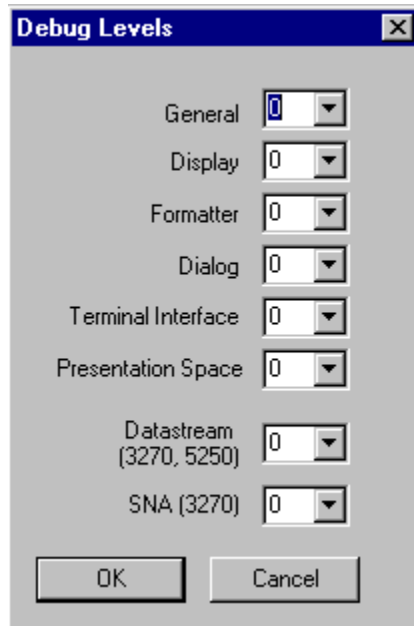 Debug Levels
General 0
Display 0
Formatter 0
Dialog 0
Terminal Interface 0
Presentation Space 0
Datastream
(3270, 5250) 0
SNA (3270) 0
OK Cancel